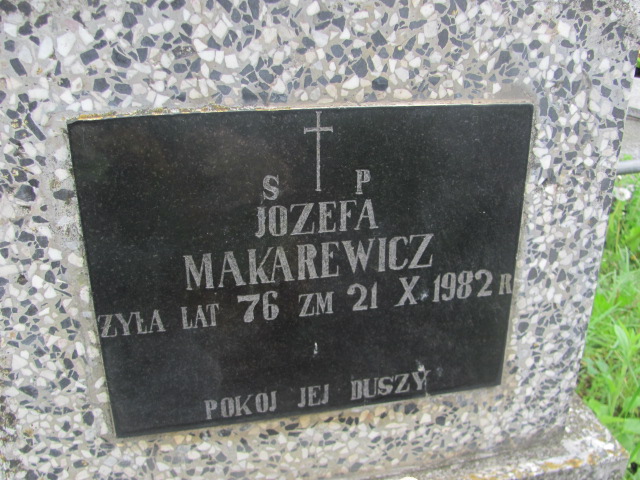 S P
JOZEFA
MAKAREWICZ
ZYŁA LAT 76 ZM 21 X 1982 R
POKOJ JEJ DUSZY